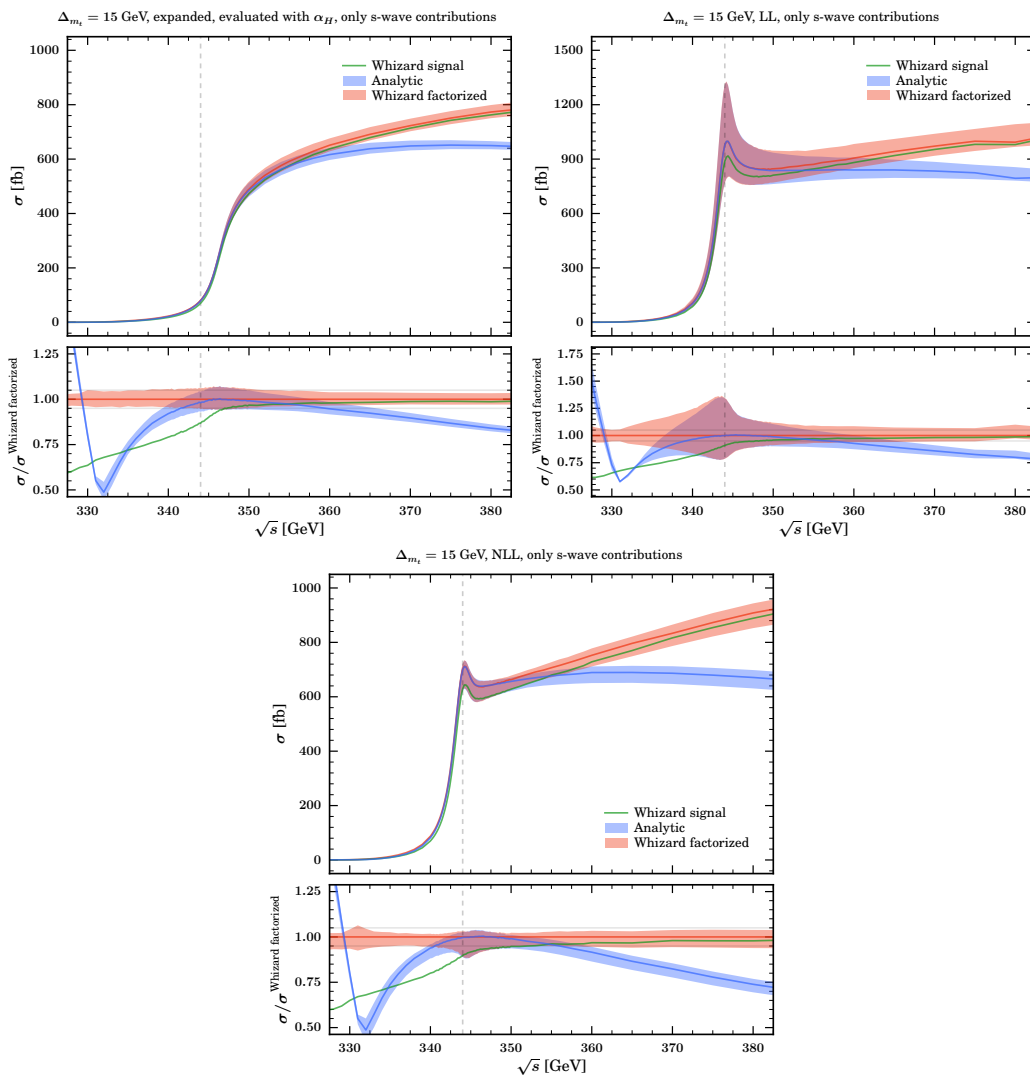 Δ_{m_t} = 15 GeV, expanded, evaluated with α_H, only s-wave contributions
1000
800
600
400
200
0
σ [fb]
Whizard signal
Analytic
Whizard factorized
1.25
1.00
0.75
0.50
σ/σ^{Whizard factorized}
330 340 350 360 370 380
√s [GeV]
Δ_{m_t} = 15 GeV, LL, only s-wave contributions
1500
1200
900
600
300
0
σ [fb]
Whizard signal
Analytic
Whizard factorized
1.75
1.50
1.25
1.00
0.75
0.50
σ/σ^{Whizard factorized}
330 340 350 360 370 380
√s [GeV]
Δ_{m_t} = 15 GeV, NLL, only s-wave contributions
1000
800
600
400
200
0
σ [fb]
Whizard signal
Analytic
Whizard factorized
1.25
1.00
0.75
0.50
σ/σ^{Whizard factorized}
330 340 350 360 370 380
√s [GeV]